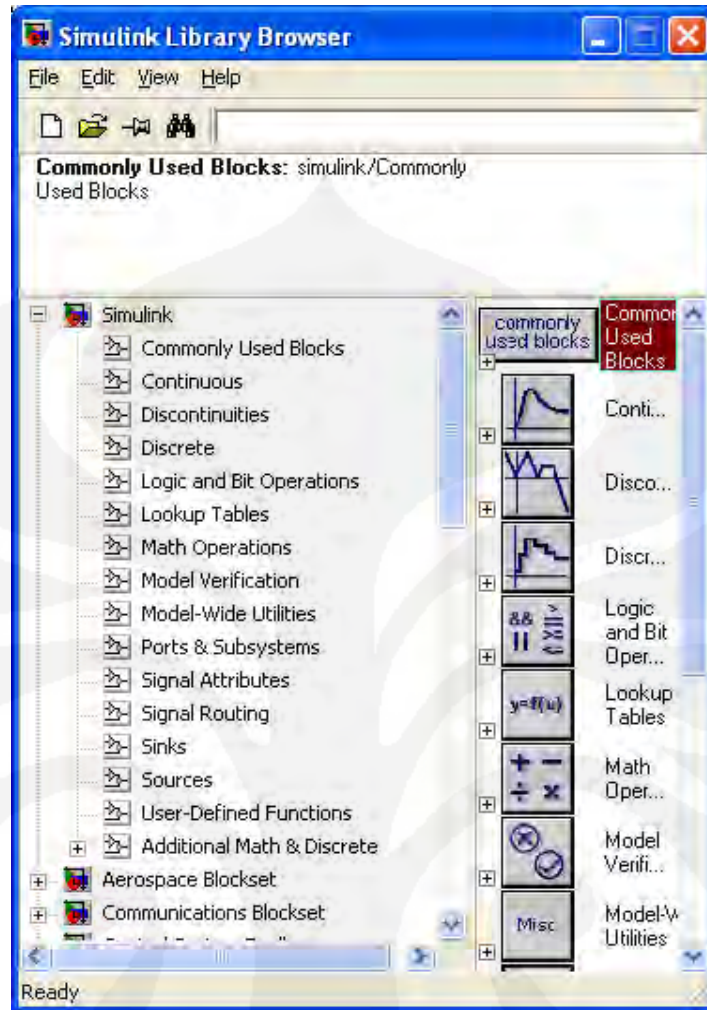 Simulink Library Browser
File Edit View Help
Commonly Used Blocks: simulink/Commonly
Used Blocks
Simulink
Commonly Used Blocks
Continuous
Discontinuities
Discrete
Logic and Bit Operations
Lookup Tables
Math Operations
Model Verification
Model-Wide Utilities
Ports & Subsystems
Signal Attributes
Signal Routing
Sinks
Sources
User-Defined Functions
Additional Math & Discrete
Aerospace Blockset
Communications Blockset
commonly
used blocks
Common
Used
Blocks
Conti...
Disco...
Discr...
&& >
|| >=
<=
Logic
and Bit
Oper...
y=f(u)
Lookup
Tables
+ −
÷ ×
Math
Oper...
Model
Verifi...
Misc
Model-W
Utilities
Ready